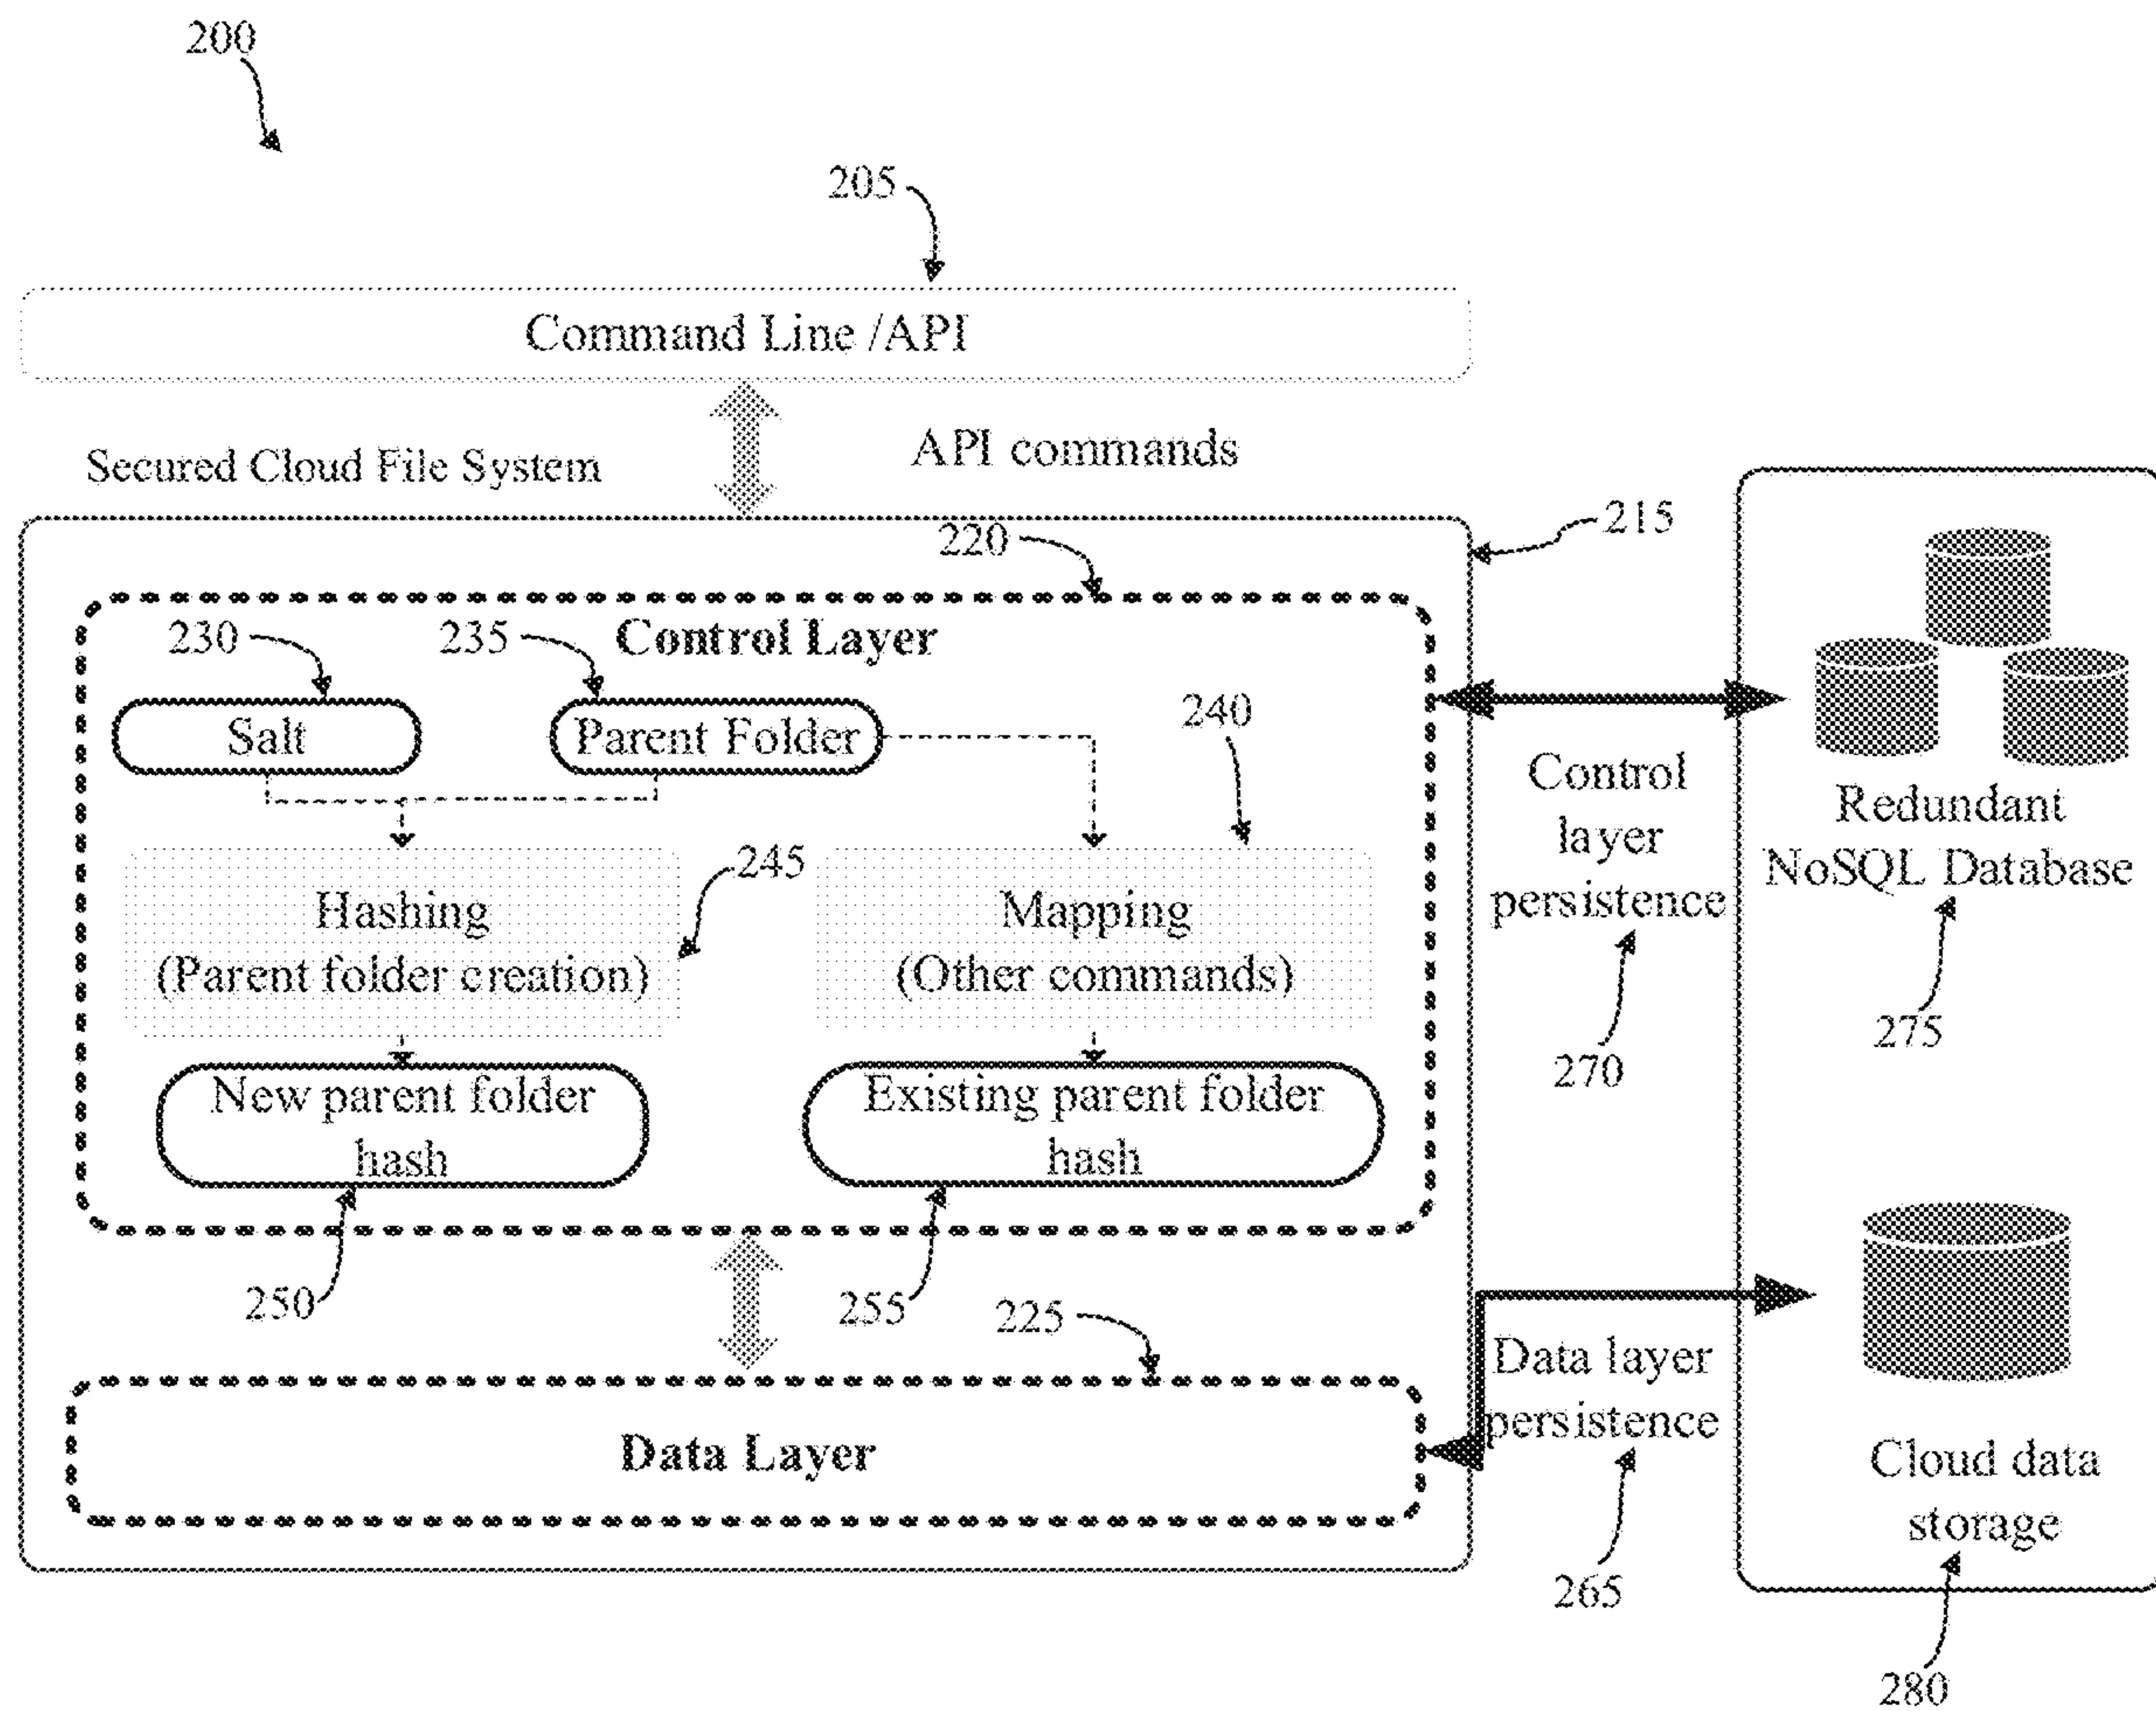 200
205
Command Line /API
Secured Cloud File System
API commands
215
220
230
235
Control Layer
Salt
Parent Folder
240
Control
layer
persistence
Redundant
NoSQL Database
245
Hashing
(Parent folder creation)
Mapping
(Other commands)
270
275
New parent folder
hash
Existing parent folder
hash
250
255
225
Data layer
persistence
Data Layer
Cloud data
storage
265
280